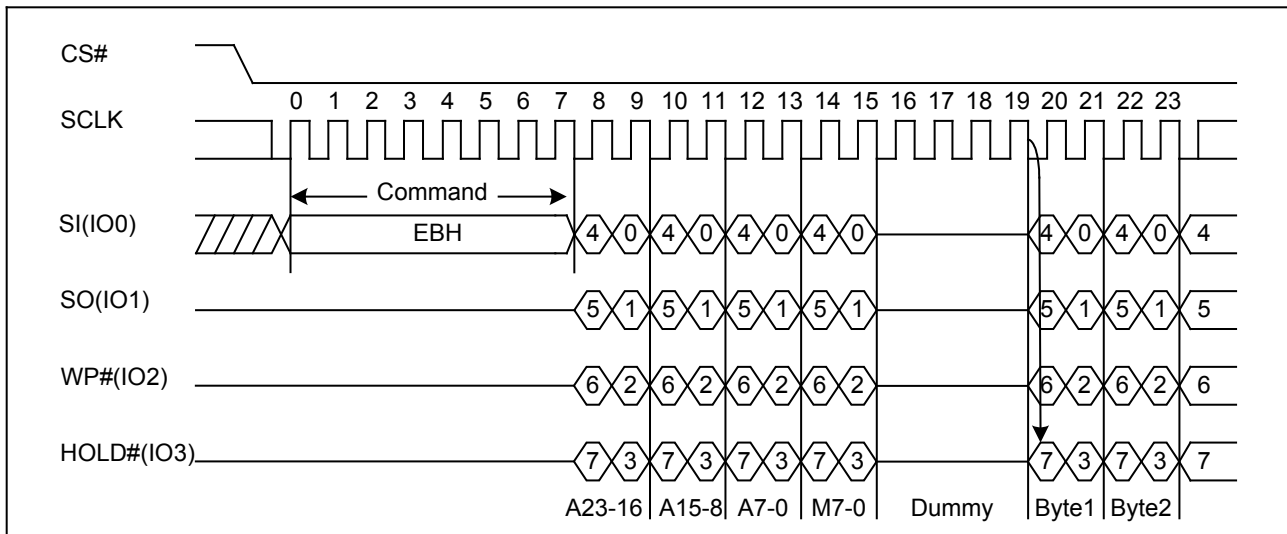 CS#
0 1 2 3 4 5 6 7 8 9 10 11 12 13 14 15 16 17 18 19 20 21 22 23
SCLK
Command
SI(IO0) EBH 4 0 4 0 4 0 4 0 4 0 4 0 4
SO(IO1) 5 1 5 1 5 1 5 1 5 1 5 1 5
WP#(IO2) 6 2 6 2 6 2 6 2 6 2 6 2 6
HOLD#(IO3) 7 3 7 3 7 3 7 3 7 3 7 3 7
A23-16 A15-8 A7-0 M7-0 Dummy Byte1 Byte2